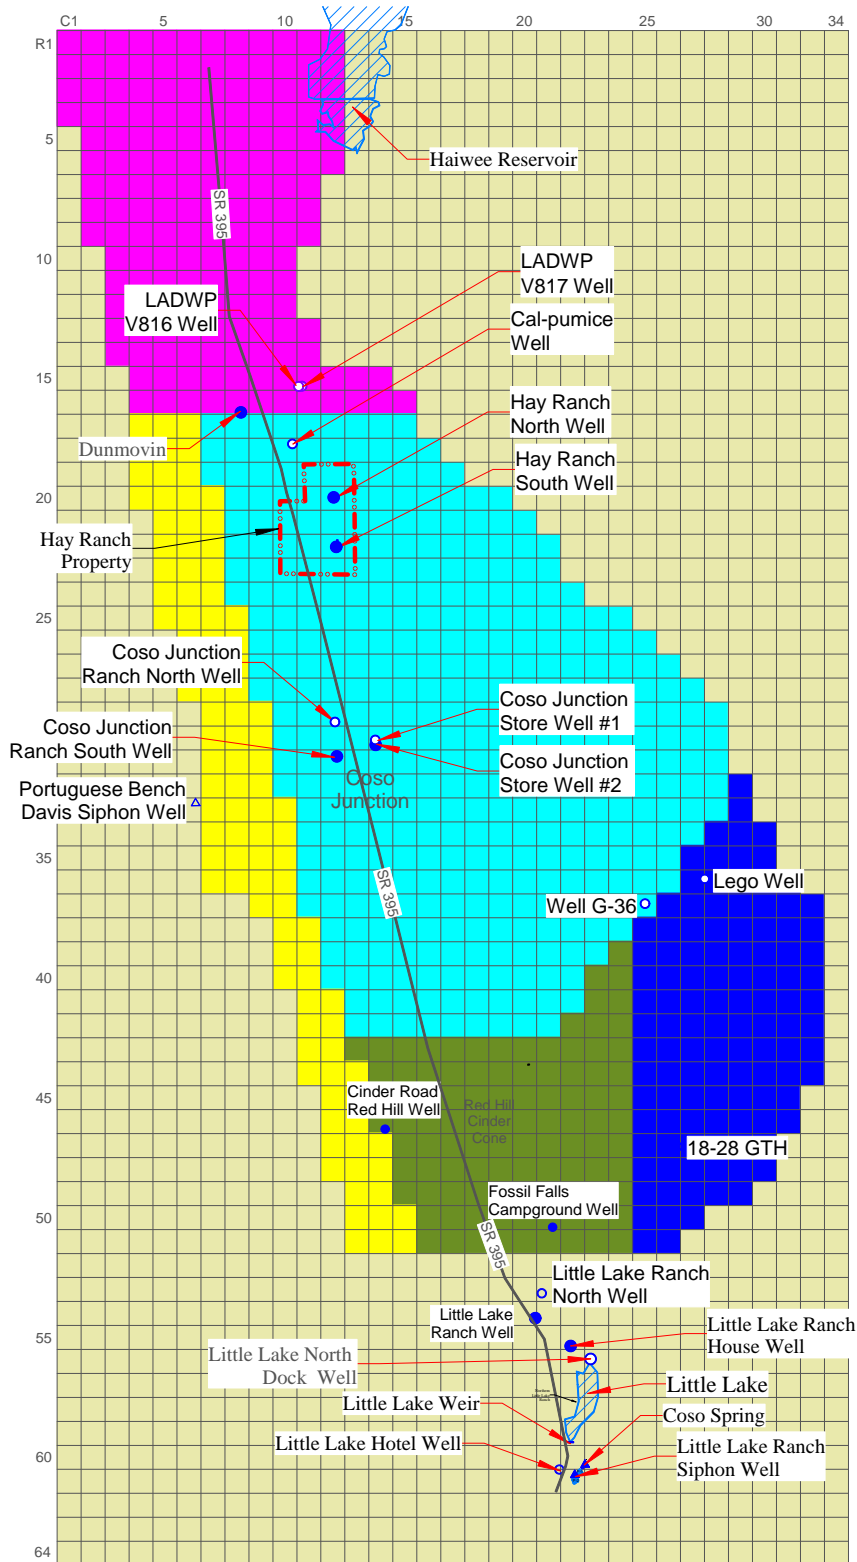 C1 5 10 15 20 25 30 34
R1
5
Haiwee Reservoir
SR 395
10
LADWP
V817 Well
LADWP
V816 Well
Cal-pumice
Well
15
Hay Ranch
North Well
Dunmovin
Hay Ranch
South Well
20
Hay Ranch
Property
25
Coso Junction
Ranch North Well
Coso Junction
Store Well #1
Coso Junction
Ranch South Well
Coso Junction
Store Well #2
Coso
Junction
Portuguese Bench
Davis Siphon Well
35
Lego Well
SR 395
Well G-36
40
45
Cinder Road
Red Hill Well
Red Hill
Cinder
Cone
18-28 GTH
Fossil Falls
Campground Well
50
SR 395
Little Lake Ranch
North Well
Little Lake
Ranch Well
Little Lake Ranch
House Well
55
Little Lake North
Dock Well
Little Lake
Little Lake Weir
Coso Spring
Little Lake Hotel Well
Little Lake Ranch
Siphon Well
60
64